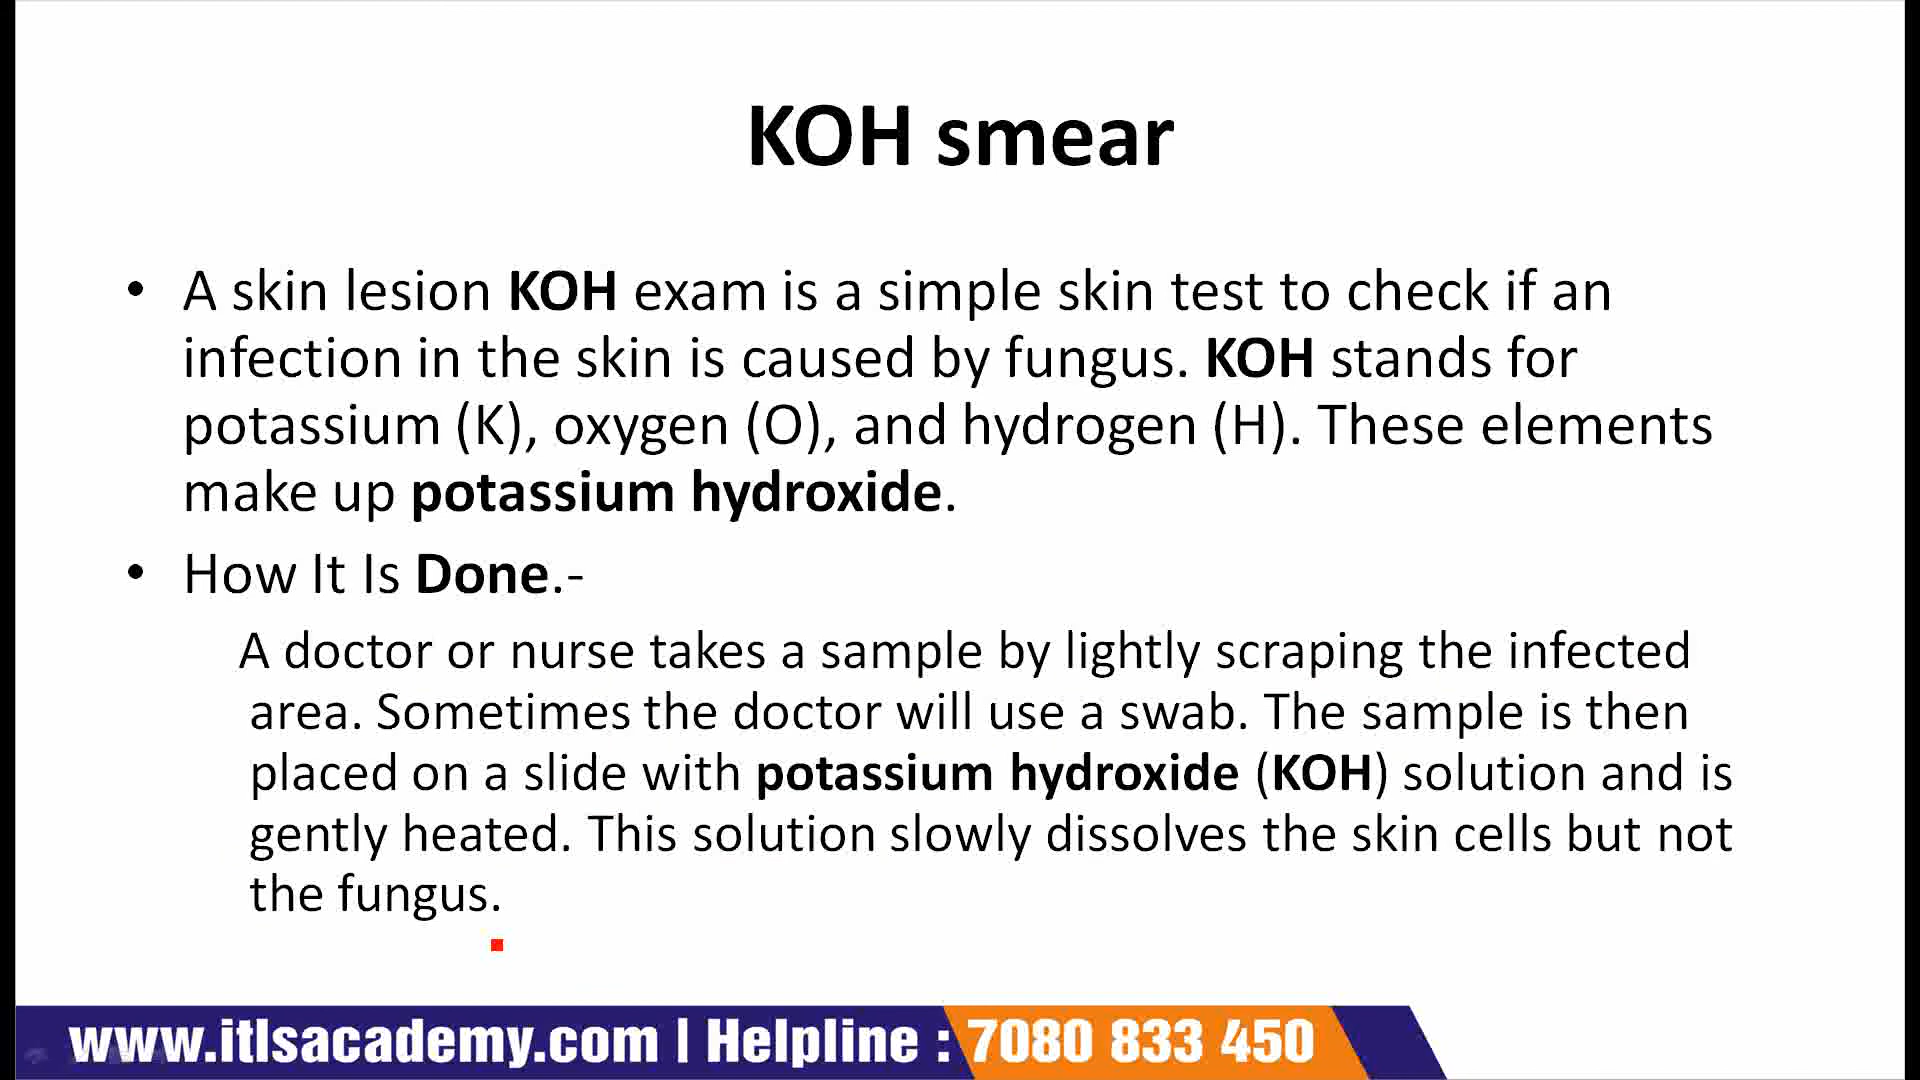 KOH smear
• A skin lesion KOH exam is a simple skin test to check if an
infection in the skin is caused by fungus. KOH stands for
potassium (K), oxygen (O), and hydrogen (H). These elements
make up potassium hydroxide.
• How It Is Done.-
A doctor or nurse takes a sample by lightly scraping the infected
area. Sometimes the doctor will use a swab. The sample is then
placed on a slide with potassium hydroxide (KOH) solution and is
gently heated. This solution slowly dissolves the skin cells but not
the fungus.
www.itlsacademy.com | Helpline : 7080 833 450